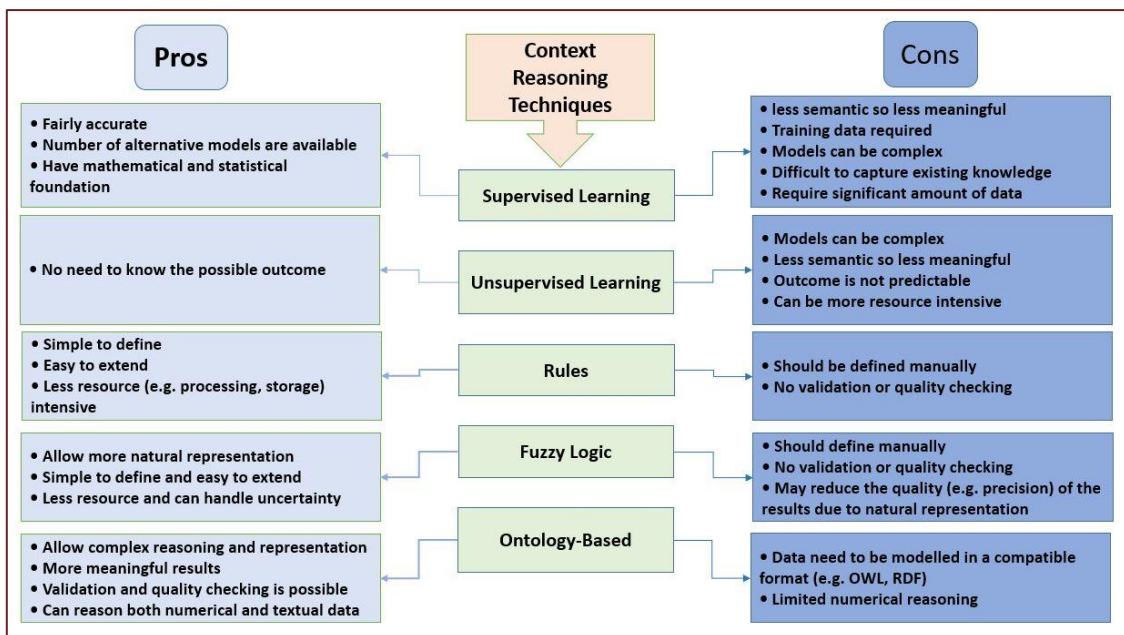 Pros
Context
Reasoning
Techniques
Cons
• Fairly accurate
• Number of alternative models are available
• Have mathematical and statistical
foundation
Supervised Learning
• less semantic so less meaningful
• Training data required
• Models can be complex
• Difficult to capture existing knowledge
• Require significant amount of data
• No need to know the possible outcome
Unsupervised Learning
• Models can be complex
• Less semantic so less meaningful
• Outcome is not predictable
• Can be more resource intensive
• Simple to define
• Easy to extend
• Less resource (e.g. processing, storage)
intensive
Rules
• Should be defined manually
• No validation or quality checking
• Allow more natural representation
• Simple to define and easy to extend
• Less resource and can handle uncertainty
Fuzzy Logic
• Should define manually
• No validation or quality checking
• May reduce the quality (e.g. precision) of the
results due to natural representation
• Allow complex reasoning and representation
• More meaningful results
• Validation and quality checking is possible
• Can reason both numerical and textual data
Ontology-Based
• Data need to be modelled in a compatible
format (e.g. OWL, RDF)
• Limited numerical reasoning